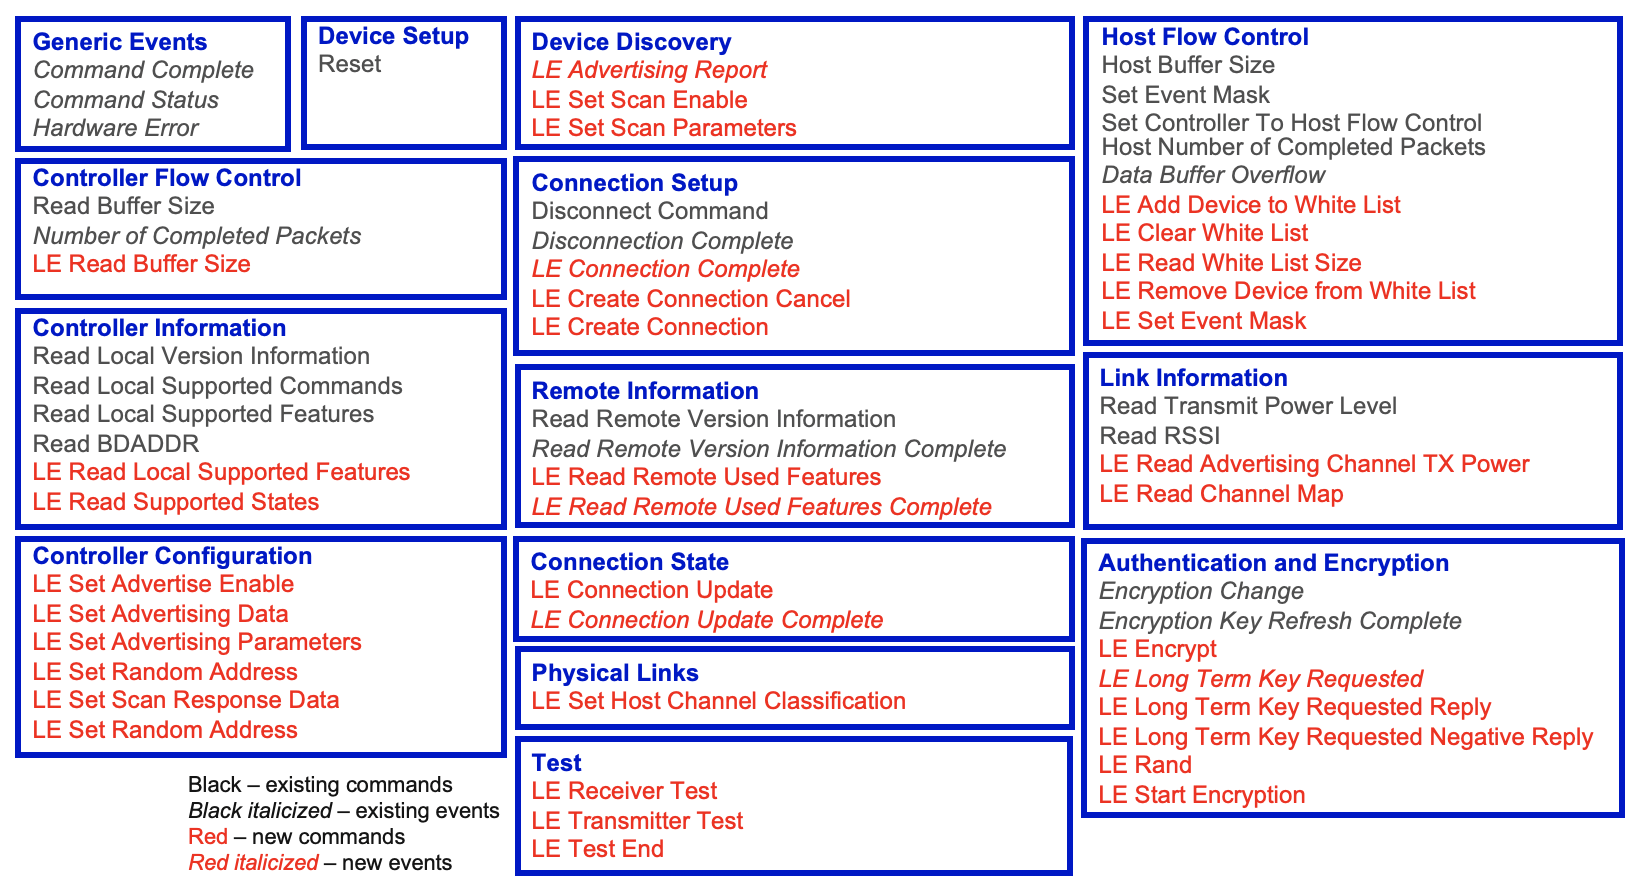 Generic Events
Command Complete
Command Status
Hardware Error
Device Setup
Reset
Controller Flow Control
Read Buffer Size
Number of Completed Packets
LE Read Buffer Size
Controller Information
Read Local Version Information
Read Local Supported Commands
Read Local Supported Features
Read BDADDR
LE Read Local Supported Features
LE Read Supported States
Controller Configuration
LE Set Advertise Enable
LE Set Advertising Data
LE Set Advertising Parameters
LE Set Random Address
LE Set Scan Response Data
LE Set Random Address
Black – existing commands
Black italicized – existing events
Red – new commands
Red italicized – new events
Device Discovery
LE Advertising Report
LE Set Scan Enable
LE Set Scan Parameters
Connection Setup
Disconnect Command
Disconnection Complete
LE Connection Complete
LE Create Connection Cancel
LE Create Connection
Remote Information
Read Remote Version Information
Read Remote Version Information Complete
LE Read Remote Used Features
LE Read Remote Used Features Complete
Connection State
LE Connection Update
LE Connection Update Complete
Physical Links
LE Set Host Channel Classification
Test
LE Receiver Test
LE Transmitter Test
LE Test End
Host Flow Control
Host Buffer Size
Set Event Mask
Set Controller To Host Flow Control
Host Number of Completed Packets
Data Buffer Overflow
LE Add Device to White List
LE Clear White List
LE Read White List Size
LE Remove Device from White List
LE Set Event Mask
Link Information
Read Transmit Power Level
Read RSSI
LE Read Advertising Channel TX Power
LE Read Channel Map
Authentication and Encryption
Encryption Change
Encryption Key Refresh Complete
LE Encrypt
LE Long Term Key Requested
LE Long Term Key Requested Reply
LE Long Term Key Requested Negative Reply
LE Rand
LE Start Encryption